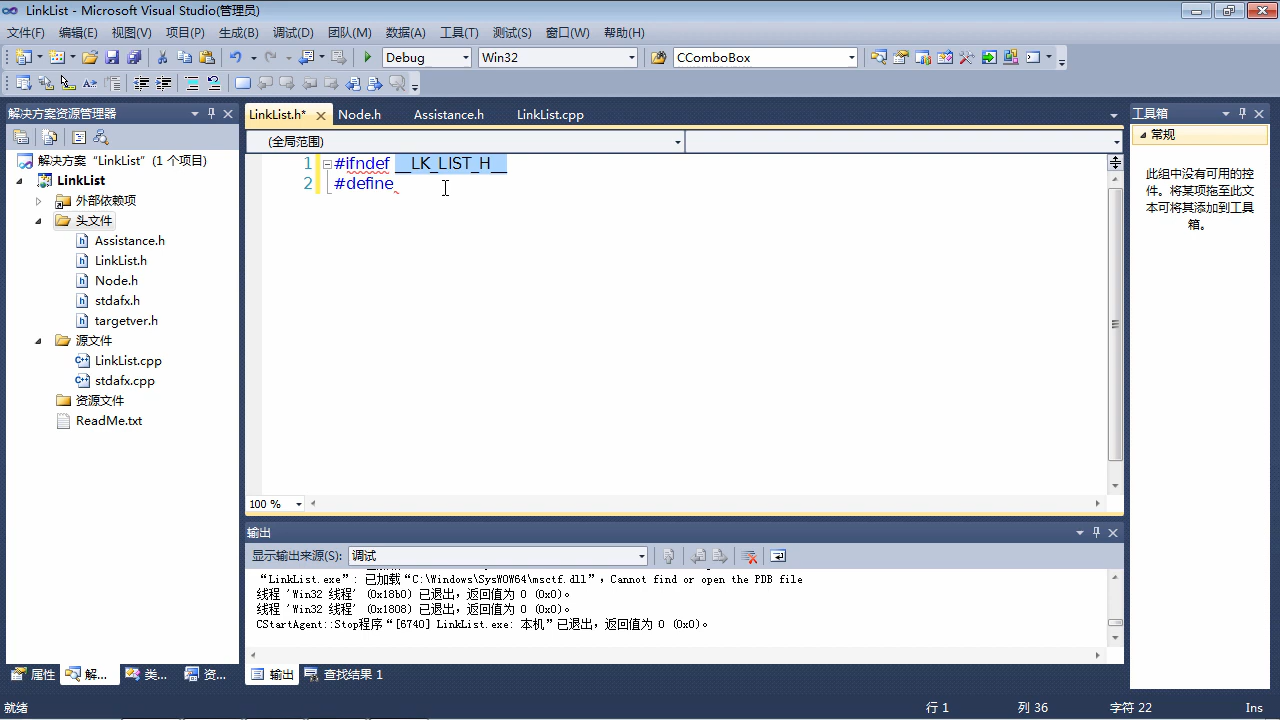 LinkList - Microsoft Visual Studio(管理员)
文件(F) 编辑(E) 视图(V) 项目(P) 生成(B) 调试(D) 团队(M) 数据(A) 工具(T) 测试(S) 窗口(W) 帮助(H)
Debug Win32 CComboBox
解决方案资源管理器
解决方案 “LinkList” (1 个项目)
LinkList
外部依赖项
头文件
Assistance.h
LinkList.h
Node.h
stdafx.h
targetver.h
源文件
LinkList.cpp
stdafx.cpp
资源文件
ReadMe.txt
属性 解... 类... 资...
LinkList.h* Node.h Assistance.h LinkList.cpp
(全局范围)
1 #ifndef __LK_LIST_H__
2 #define
100 %
输出
显示输出来源(S): 调试
“LinkList.exe”: 已加载“C:\Windows\SysWOW64\msctf.dll”，Cannot find or open the PDB file
线程 'Win32 线程' (0x18b0) 已退出，返回值为 0 (0x0)。
线程 'Win32 线程' (0x1808) 已退出，返回值为 0 (0x0)。
CStartAgent::Stop程序“[6740] LinkList.exe: 本机”已退出，返回值为 0 (0x0)。
输出 查找结果 1
工具箱
常规
此组中没有可用的控
件。将某项拖至此文
本可将其添加到工具
箱。
就绪 行 1 列 36 字符 22 Ins